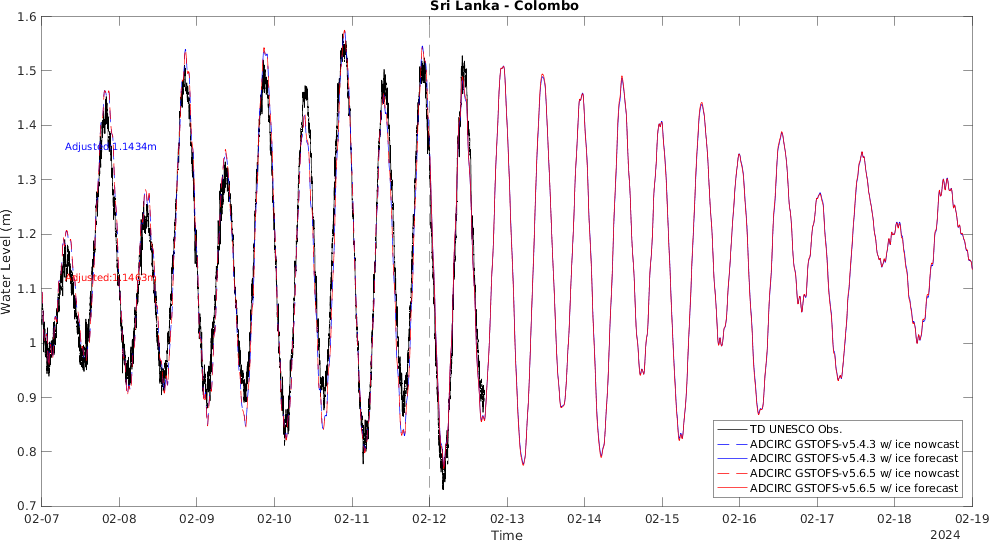 Sri Lanka - Colombo
1.6
1.5
1.4
1.3
1.2
1.1
1
0.9
0.8
0.7
Water Level (m)
Adjusted:1.1434m
Adjusted:1.1463m
TD UNESCO Obs.
ADCIRC GSTOFS-v5.4.3 w/ ice nowcast
ADCIRC GSTOFS-v5.4.3 w/ ice forecast
ADCIRC GSTOFS-v5.6.5 w/ ice nowcast
ADCIRC GSTOFS-v5.6.5 w/ ice forecast
02-07 02-08 02-09 02-10 02-11 02-12 02-13 02-14 02-15 02-16 02-17 02-18 02-19
Time
2024